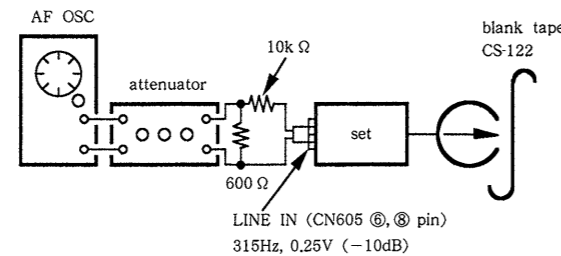 AF OSC
blank tape
CS-122
10k Ω
attenuator
set
600 Ω
LINE IN (CN605 ⑥, ⑧ pin)
315Hz, 0.25V (−10dB)